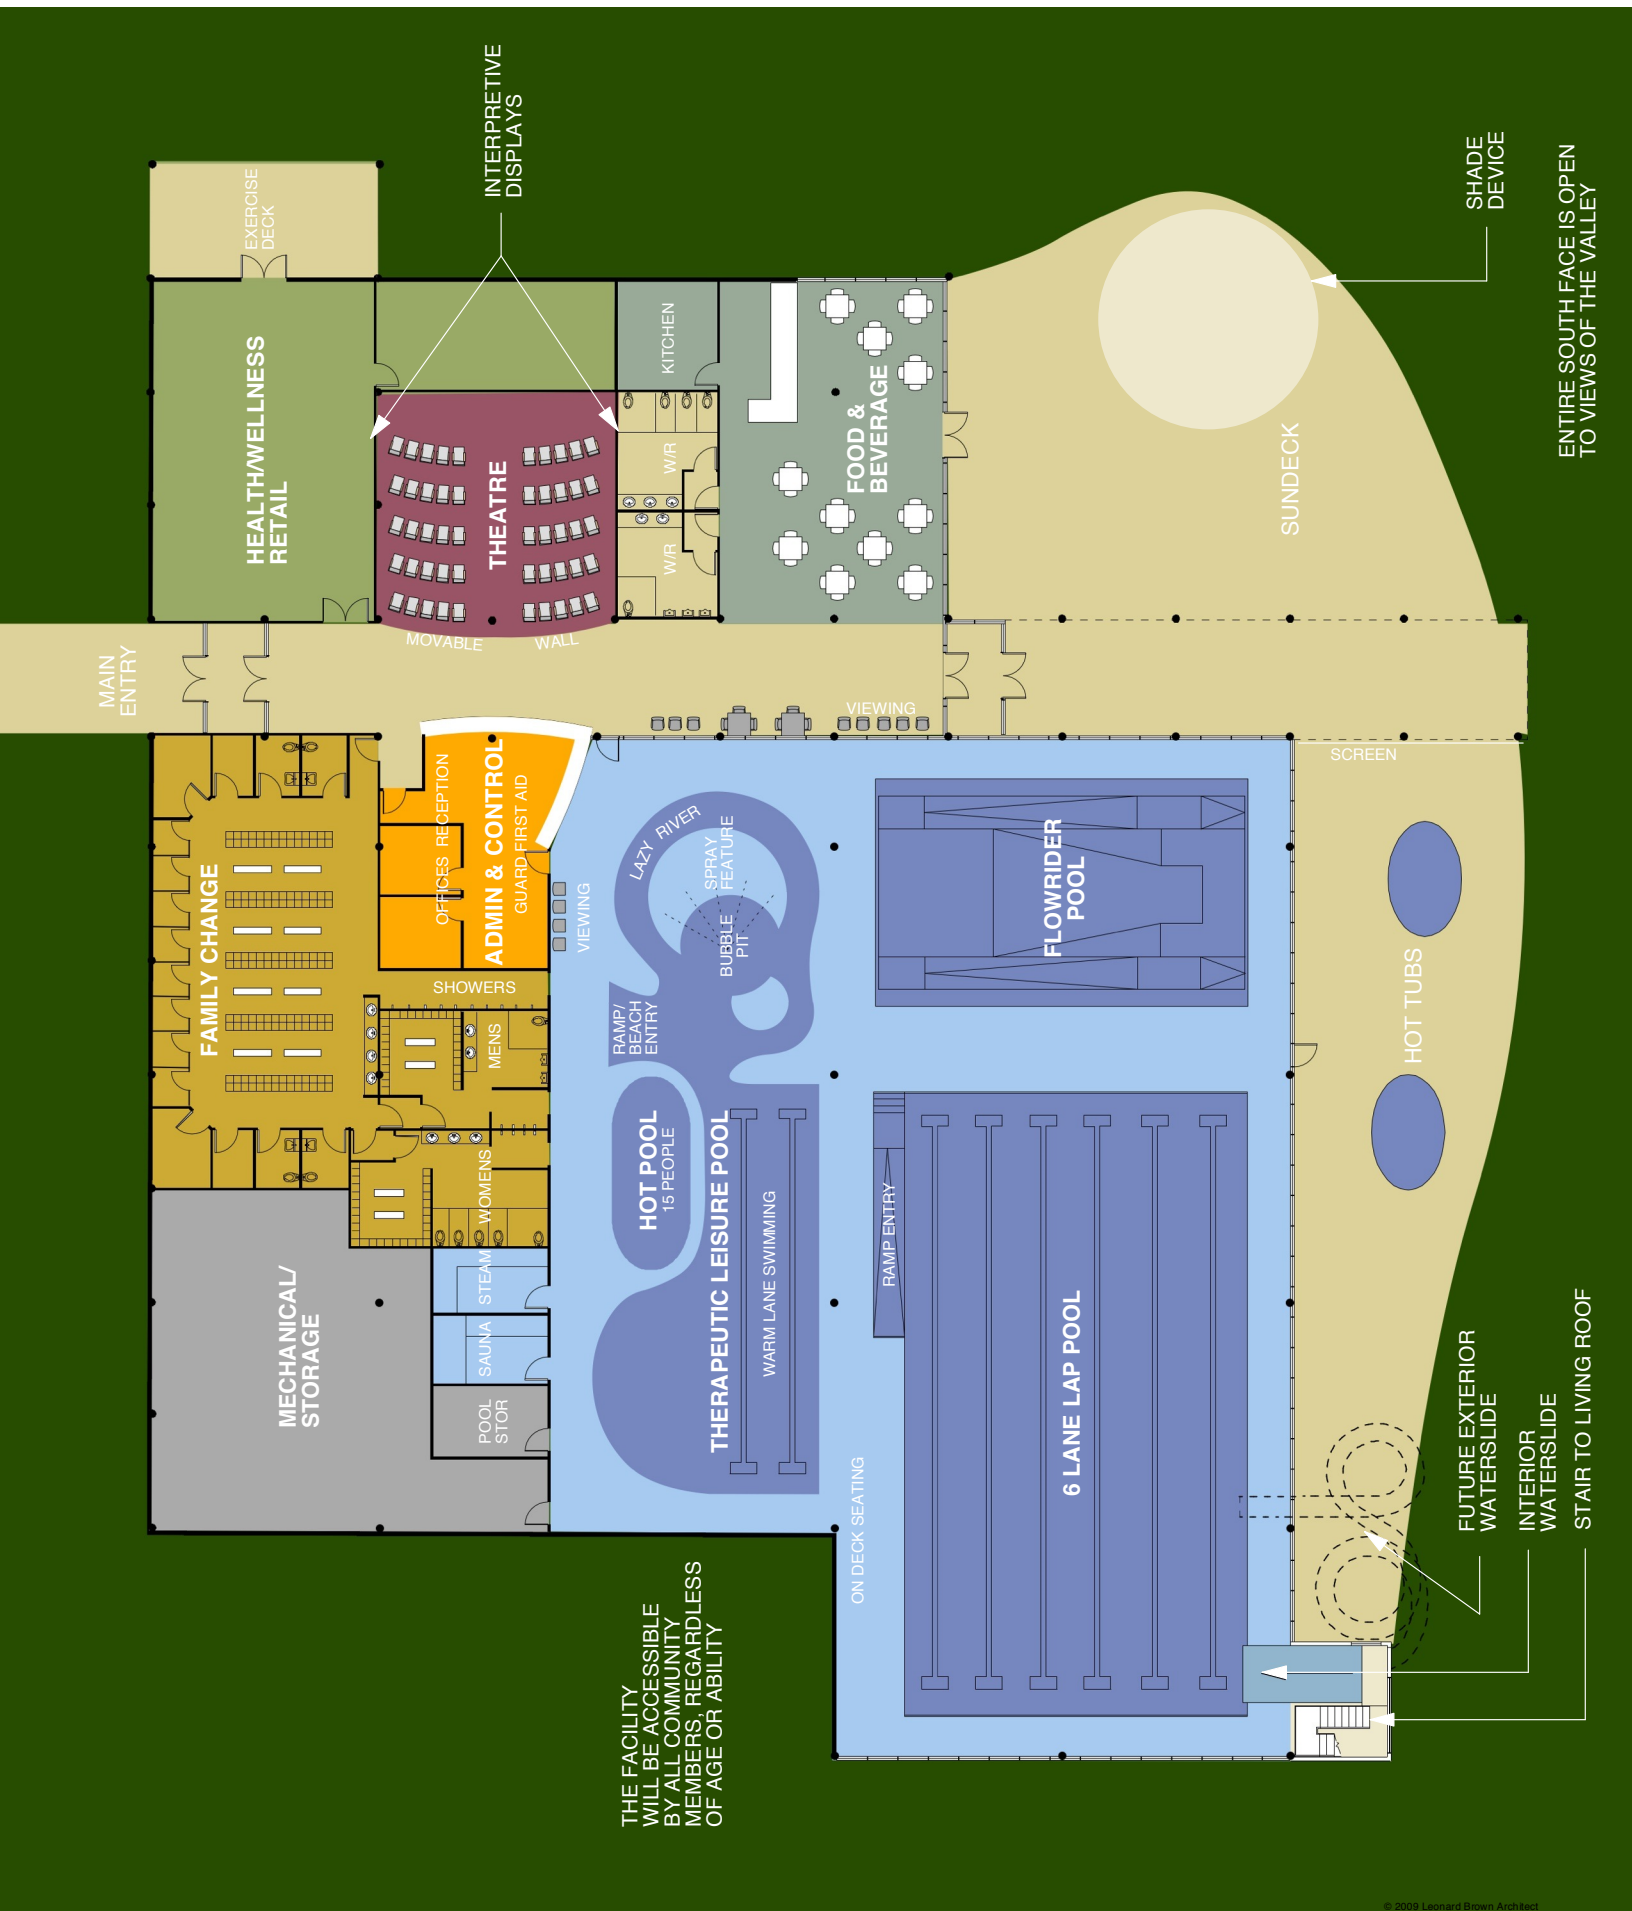 INTERPRETIVE
DISPLAYS
SHADE
DEVICE
ENTIRE SOUTH FACE IS OPEN
TO VIEWS OF THE VALLEY
EXERCISE
DECK
HEALTH/WELLNESS
RETAIL
THEATRE
KITCHEN
W/R
W/R
FOOD &
BEVERAGE
SUNDECK
MOVABLE WALL
MAIN
ENTRY
VIEWING
SCREEN
FAMILY CHANGE
OFFICES RECEPTION
ADMIN & CONTROL
GUARD/FIRST AID
VIEWING
SHOWERS
MENS
WOMENS
LAZY RIVER
SPRAY
FEATURE
BUBBLE
PIT
RAMP/
BEACH
ENTRY
FLOWRIDER
POOL
HOT TUBS
HOT POOL
15 PEOPLE
THERAPEUTIC LEISURE POOL
WARM LANE SWIMMING
RAMP ENTRY
6 LANE LAP POOL
MECHANICAL/
STORAGE
STEAM
SAUNA
POOL
STOR
ON DECK SEATING
FUTURE EXTERIOR
WATERSLIDE
INTERIOR
WATERSLIDE
STAIR TO LIVING ROOF
THE FACILITY
WILL BE ACCESSIBLE
BY ALL COMMUNITY
MEMBERS, REGARDLESS
OF AGE OR ABILITY
© 2009 Leonard Brown Architect